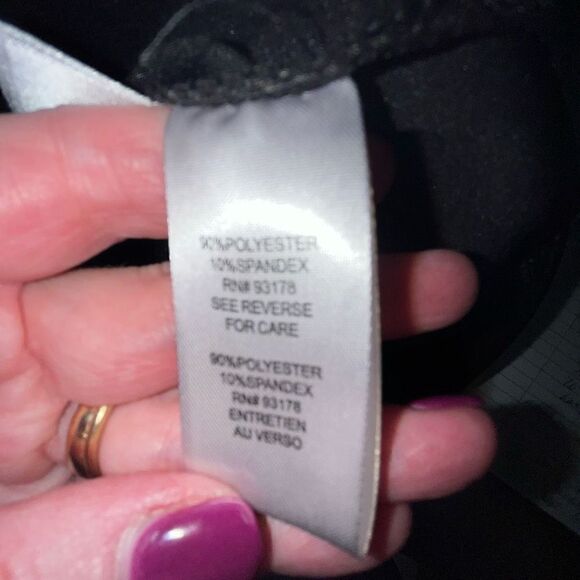 90%POLYESTER
10%SPANDEX
RN# 93178
SEE REVERSE
FOR CARE
90%POLYESTER
10%SPANDEX
RN# 93178
ENTRETIEN
AU VERSO